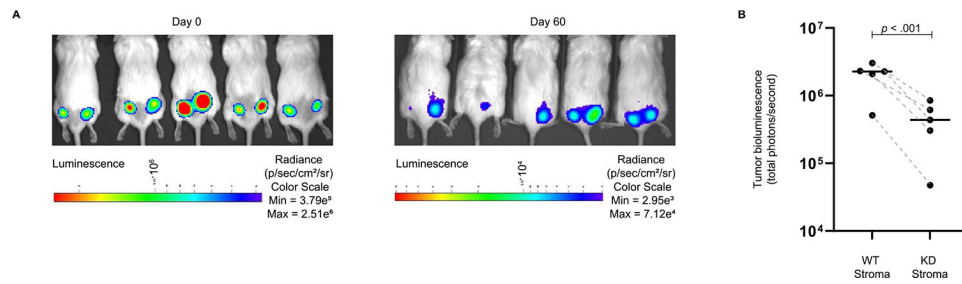 A
Day 0
Day 60
Luminescence
10⁶
Radiance
(p/sec/cm²/sr)
Color Scale
Min = 3.79e⁵
Max = 2.51e⁶
Luminescence
10⁴
Radiance
(p/sec/cm²/sr)
Color Scale
Min = 2.95e³
Max = 7.12e⁴
B
p < .001
Tumor bioluminescence
(total photons/second)
10⁷
10⁶
10⁵
10⁴
WT
Stroma
KD
Stroma